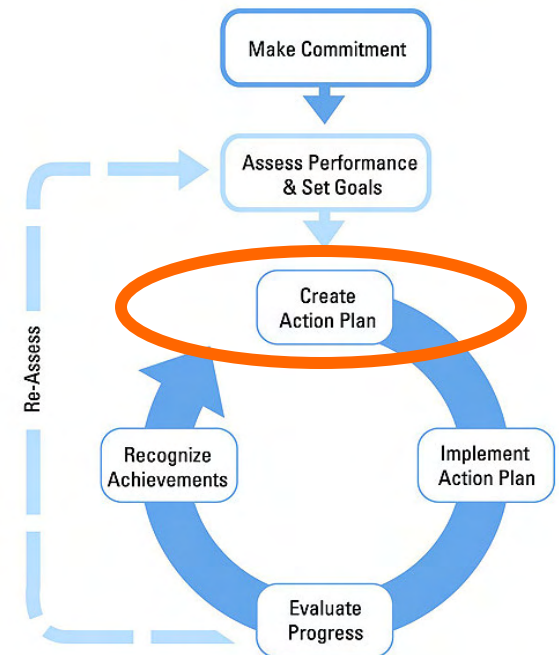 Make Commitment
Assess Performance
& Set Goals
Create
Action Plan
Re-Assess
Recognize
Achievements
Implement
Action Plan
Evaluate
Progress